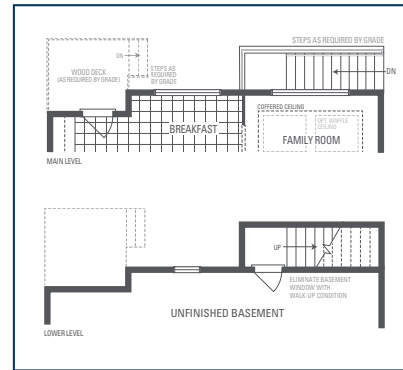 STEPS AS REQUIRED BY GRADE
DN
STEPS AS
REQUIRED
BY GRADE
WOOD DECK
(AS REQUIRED BY GRADE)
DN
COFFERED CEILING
OPT. WAFFLE
CEILING
BREAKFAST
FAMILY ROOM
MAIN LEVEL
UP
ELIMINATE BASEMENT
WINDOW WITH
WALK-UP CONDITION
UNFINISHED BASEMENT
LOWER LEVEL